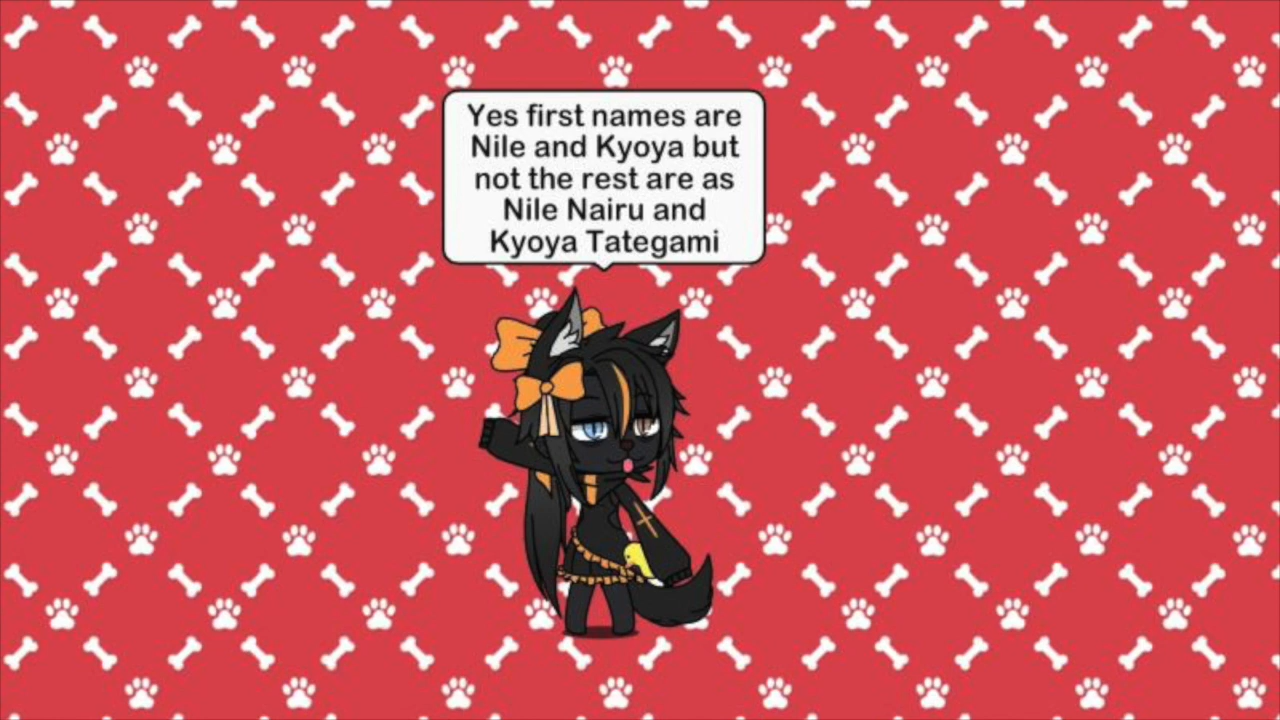 Yes first names are
Nile and Kyoya but
not the rest are as
Nile Nairu and
Kyoya Tategami